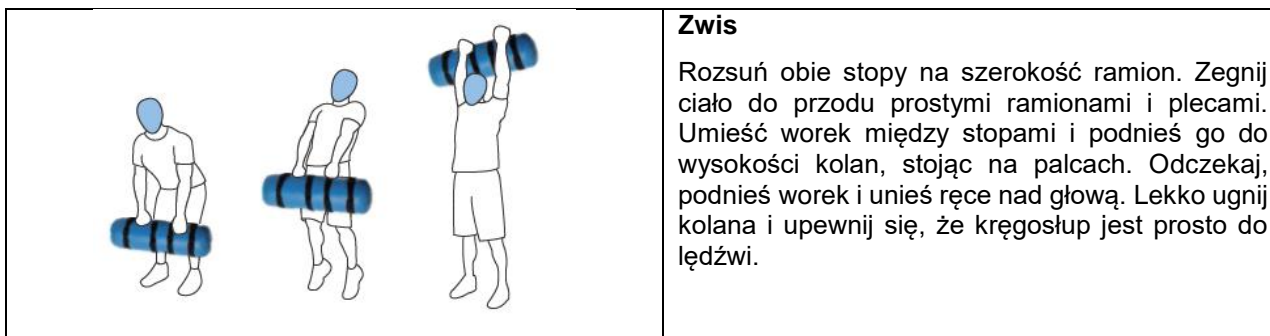 Zwis
Rozsuń obie stopy na szerokość ramion. Zegnij
ciało do przodu prostymi ramionami i plecami.
Umieść worek między stopami i podnieś go do
wysokości kolan, stojąc na palcach. Odczekaj,
podnieś worek i unieś ręce nad głową. Lekko ugnij
kolana i upewnij się, że kręgosłup jest prosto do
lędźwi.